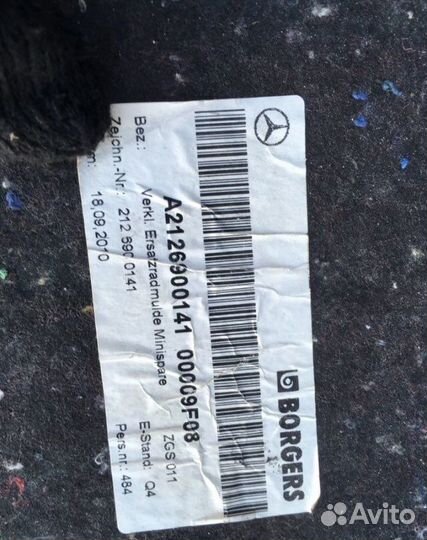 BORGERS
A2126900141 00009F08
Bez.: Verkl. Ersatzradmulde Minispare ZGS 011
Zeichn.-Nr.: 212 690 0141 E-Stand: Q4
18.09.2010 Pers.nr.: 484
Avito